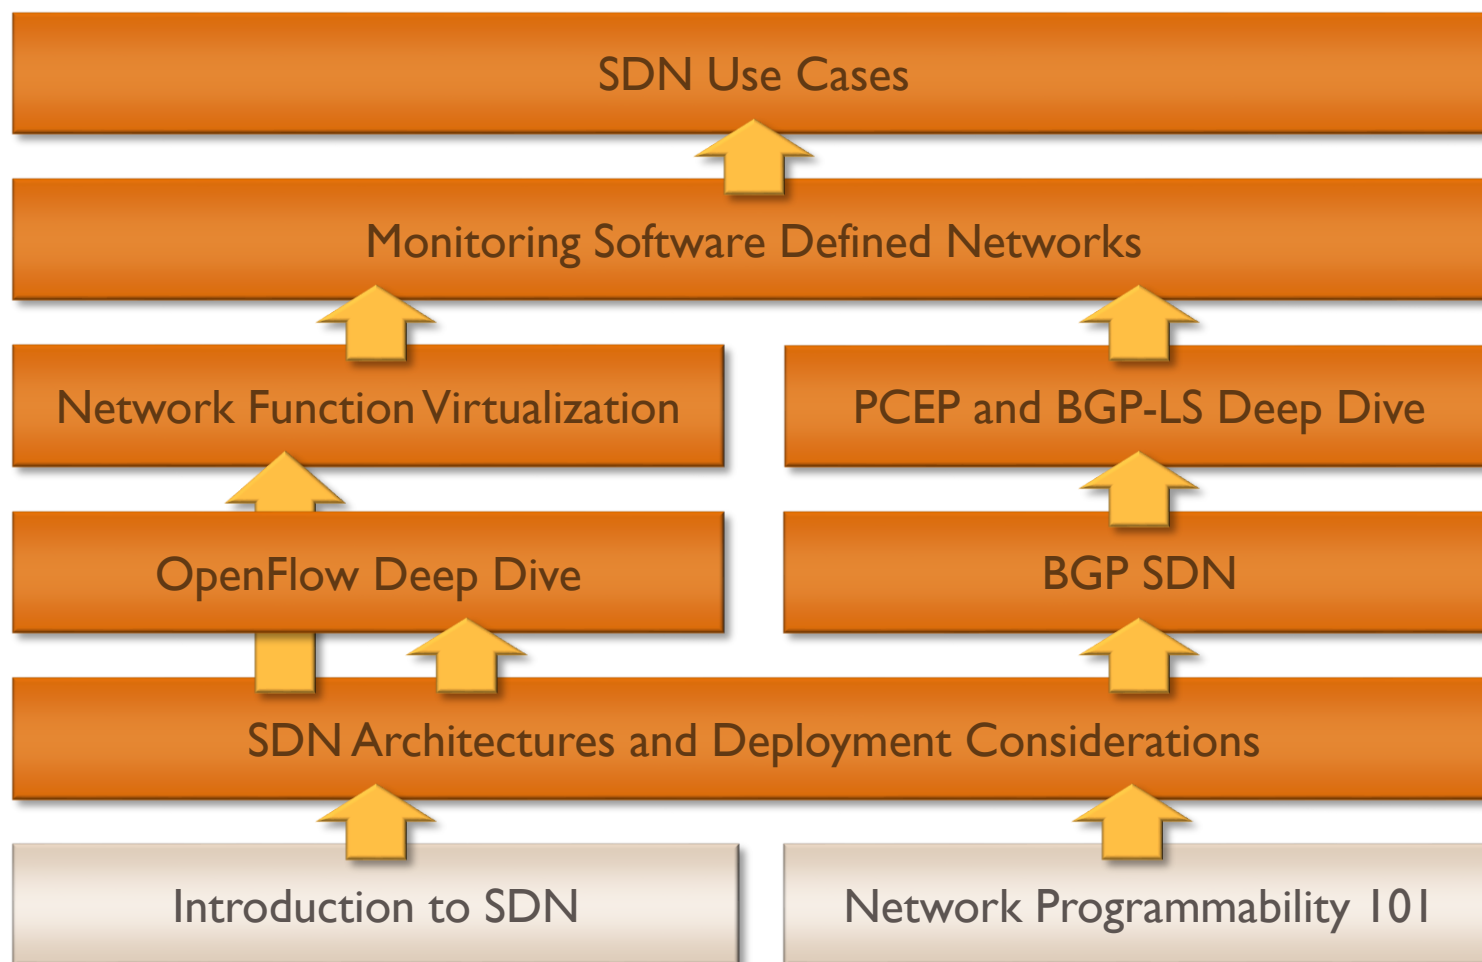 SDN Use Cases
Monitoring Software Defined Networks
Network Function Virtualization
PCEP and BGP-LS Deep Dive
OpenFlow Deep Dive
BGP SDN
SDN Architectures and Deployment Considerations
Introduction to SDN
Network Programmability 101